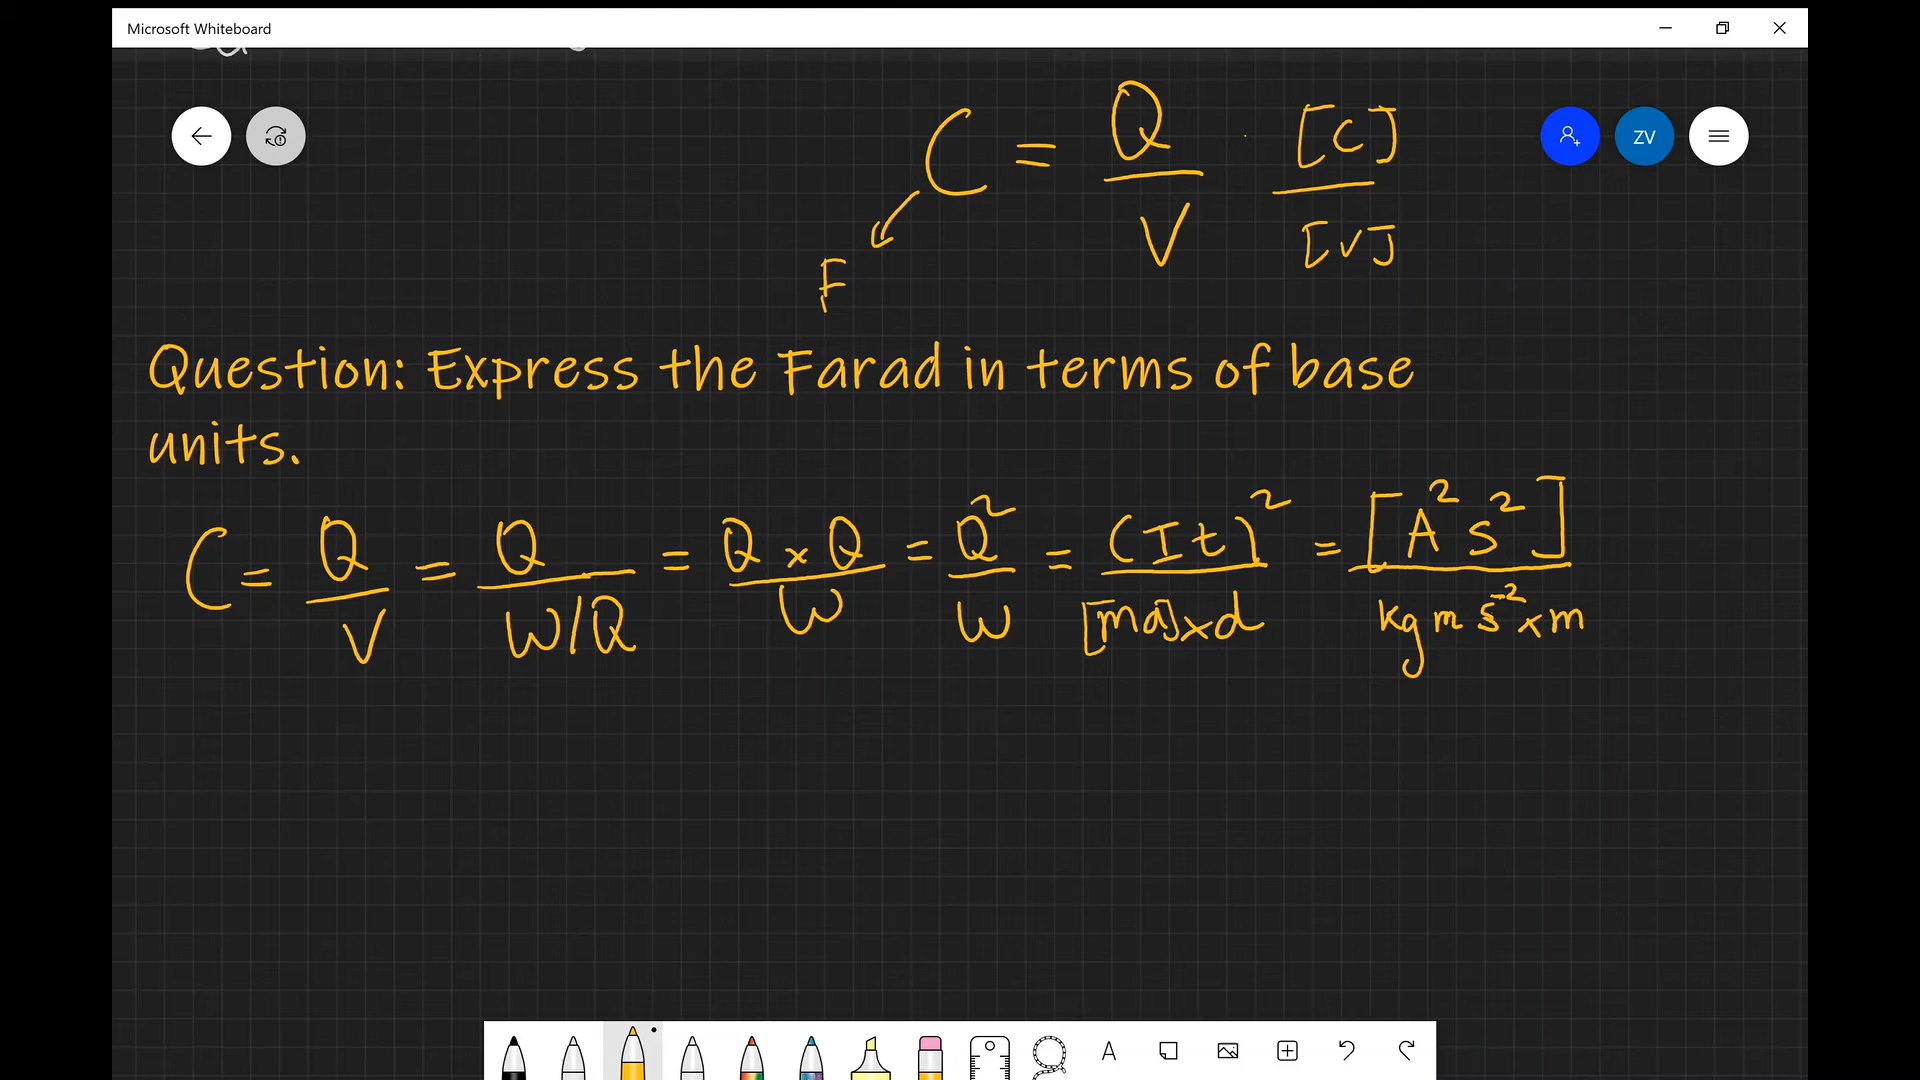 Microsoft Whiteboard
ZV
C = Q / V [C] / [V]
F
Question: Express the Farad in terms of base
units.
C = Q / V = Q / W/Q = Q × Q / W = Q² / W = (It)² / [ma]×d = [A² s²] / kg m s⁻² × m
A